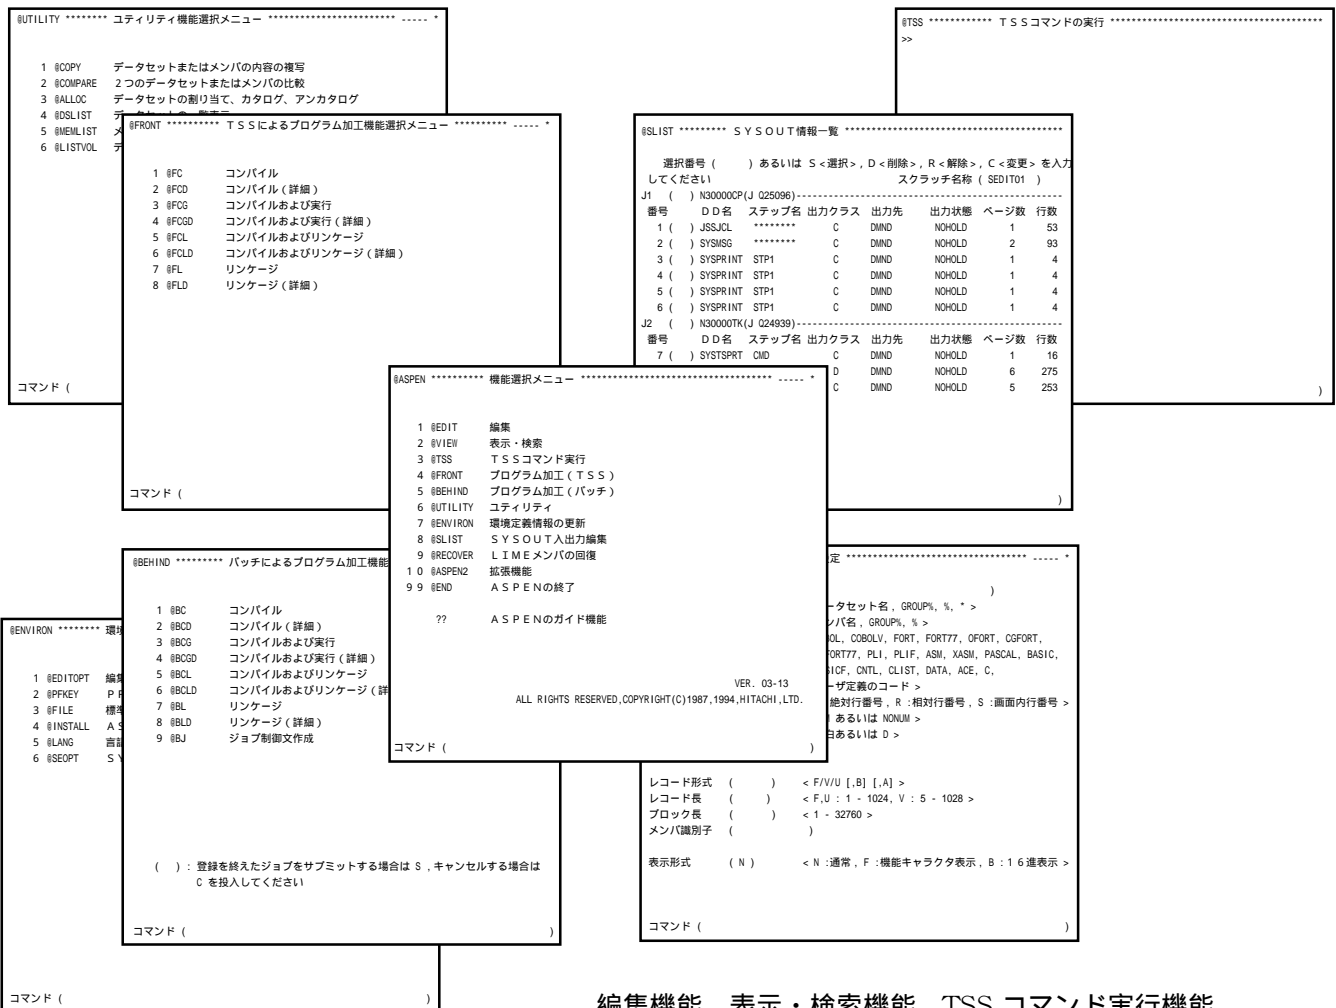 @UTILITY ******** ユティリティ機能選択メニュー ************************ ----- *
1 @COPY データセットまたはメンバの内容の複写
2 @COMPARE ２つのデータセットまたはメンバの比較
3 @ALLOC データセットの割り当て、カタログ、アンカタログ
4 @DSLIST
5 @MEMLIST
6 @LISTVOL
コマンド (
@FRONT ********** ＴＳＳによるプログラム加工機能選択メニュー ********** ----- *
1 @FC コンパイル
2 @FCD コンパイル ( 詳細 )
3 @FCG コンパイルおよび実行
4 @FCGD コンパイルおよび実行 ( 詳細 )
5 @FCL コンパイルおよびリンケージ
6 @FCLD コンパイルおよびリンケージ ( 詳細 )
7 @FL リンケージ
8 @FLD リンケージ ( 詳細 )
コマンド (
@TSS ************ ＴＳＳコマンドの実行 ****************************************
>>
)
@SLIST ********* ＳＹＳＯＵＴ情報一覧 *****************************************
選択番号 ( ) あるいは S <選択> , D <削除> , R <解除> , C <変更> を入力
してください スクラッチ名称 ( SEDIT01 )
J1 ( ) N30000CP(J Q25096)--------------------------------------------------
番号 ＤＤ名 ステップ名 出力クラス 出力先 出力状態 ページ数 行数
1 ( ) JSSJCL ******** C DMND NOHOLD 1 53
2 ( ) SYSMSG ******** C DMND NOHOLD 2 93
3 ( ) SYSPRINT STP1 C DMND NOHOLD 1 4
4 ( ) SYSPRINT STP1 C DMND NOHOLD 1 4
5 ( ) SYSPRINT STP1 C DMND NOHOLD 1 4
6 ( ) SYSPRINT STP1 C DMND NOHOLD 1 4
J2 ( ) N30000TK(J Q24939)--------------------------------------------------
番号 ＤＤ名 ステップ名 出力クラス 出力先 出力状態 ページ数 行数
7 ( ) SYSTSPRT CMD C DMND NOHOLD 1 16
D DMND NOHOLD 6 275
C DMND NOHOLD 5 253
)
@ASPEN ********** 機能選択メニュー ************************************ ----- *
1 @EDIT 編集
2 @VIEW 表示・検索
3 @TSS ＴＳＳコマンド実行
4 @FRONT プログラム加工 ( ＴＳＳ )
5 @BEHIND プログラム加工 ( バッチ )
6 @UTILITY ユティリティ
7 @ENVIRON 環境定義情報の更新
8 @SLIST ＳＹＳＯＵＴ入出力編集
9 @RECOVER ＬＩＭＥメンバの回復
１０ @ASPEN2 拡張機能
９９ @END ＡＳＰＥＮの終了
?? ＡＳＰＥＮのガイド機能
VER. 03-13
ALL RIGHTS RESERVED,COPYRIGHT(C)1987,1994,HITACHI,LTD.
コマンド ( )
@BEHIND ********* バッチによるプログラム加工機能
1 @BC コンパイル
2 @BCD コンパイル ( 詳細 )
3 @BCG コンパイルおよび実行
4 @BCGD コンパイルおよび実行 ( 詳細 )
5 @BCL コンパイルおよびリンケージ
6 @BCLD コンパイルおよびリンケージ ( 詳
7 @BL リンケージ
8 @BLD リンケージ ( 詳細 )
9 @BJ ジョブ制御文作成
( ) : 登録を終えたジョブをサブミットする場合は S , キャンセルする場合は
C を投入してください
コマンド ( )
@ENVIRON ******** 環境
1 @EDITOPT 編集
2 @PFKEY Ｐ
3 @FILE 標準
4 @INSTALL Ａ
5 @LANG 言語
6 @SEOPT Ｓ
コマンド ( )
定 ********************************** ----- *
)
ータセット名 , GROUP%, %, * >
ンバ名 , GROUP%, % >
OL, COBOLV, FORT, FORT77, OFORT, CGFORT,
FORT77, PLI, PLIF, ASM, XASM, PASCAL, BASIC,
SICF, CNTL, CLIST, DATA, ACE, C,
ーザ定義のコード >
絶対行番号 , R :相対行番号 , S :画面内行番号 >
あるいは NONUM >
白あるいは D >
レコード形式 ( ) < F/V/U [,B] [,A] >
レコード長 ( ) < F,U : 1 - 1024, V : 5 - 1028 >
ブロック長 ( ) < 1 - 32760 >
メンバ識別子 ( )
表示形式 ( N ) < N :通常 , F :機能キャラクタ表示 , B :１６進表示 >
コマンド ( )